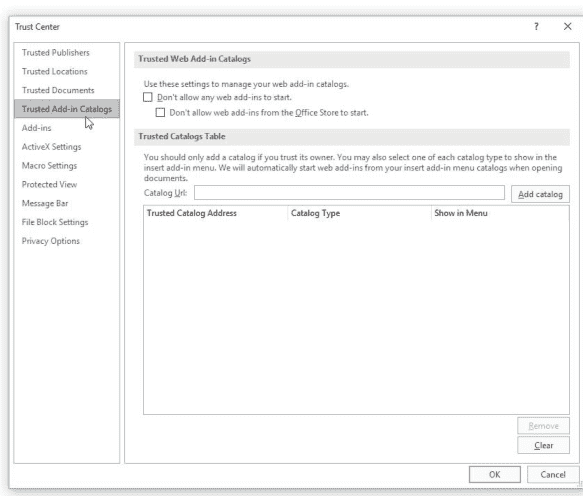 Trust Center
?
Trusted Publishers
Trusted Locations
Trusted Documents
Trusted Add-in Catalogs
Add-ins
ActiveX Settings
Macro Settings
Protected View
Message Bar
File Block Settings
Privacy Options
Trusted Web Add-in Catalogs
Use these settings to manage your web add-in catalogs.
Don't allow any web add-ins to start.
Don't allow web add-ins from the Office Store to start.
Trusted Catalogs Table
You should only add a catalog if you trust its owner. You may also select one of each catalog type to show in the
insert add-in menu. We will automatically start web add-ins from your insert add-in menu catalogs when opening
documents.
Catalog Url:
Add catalog
Trusted Catalog Address Catalog Type Show in Menu
Remove
Clear
OK Cancel